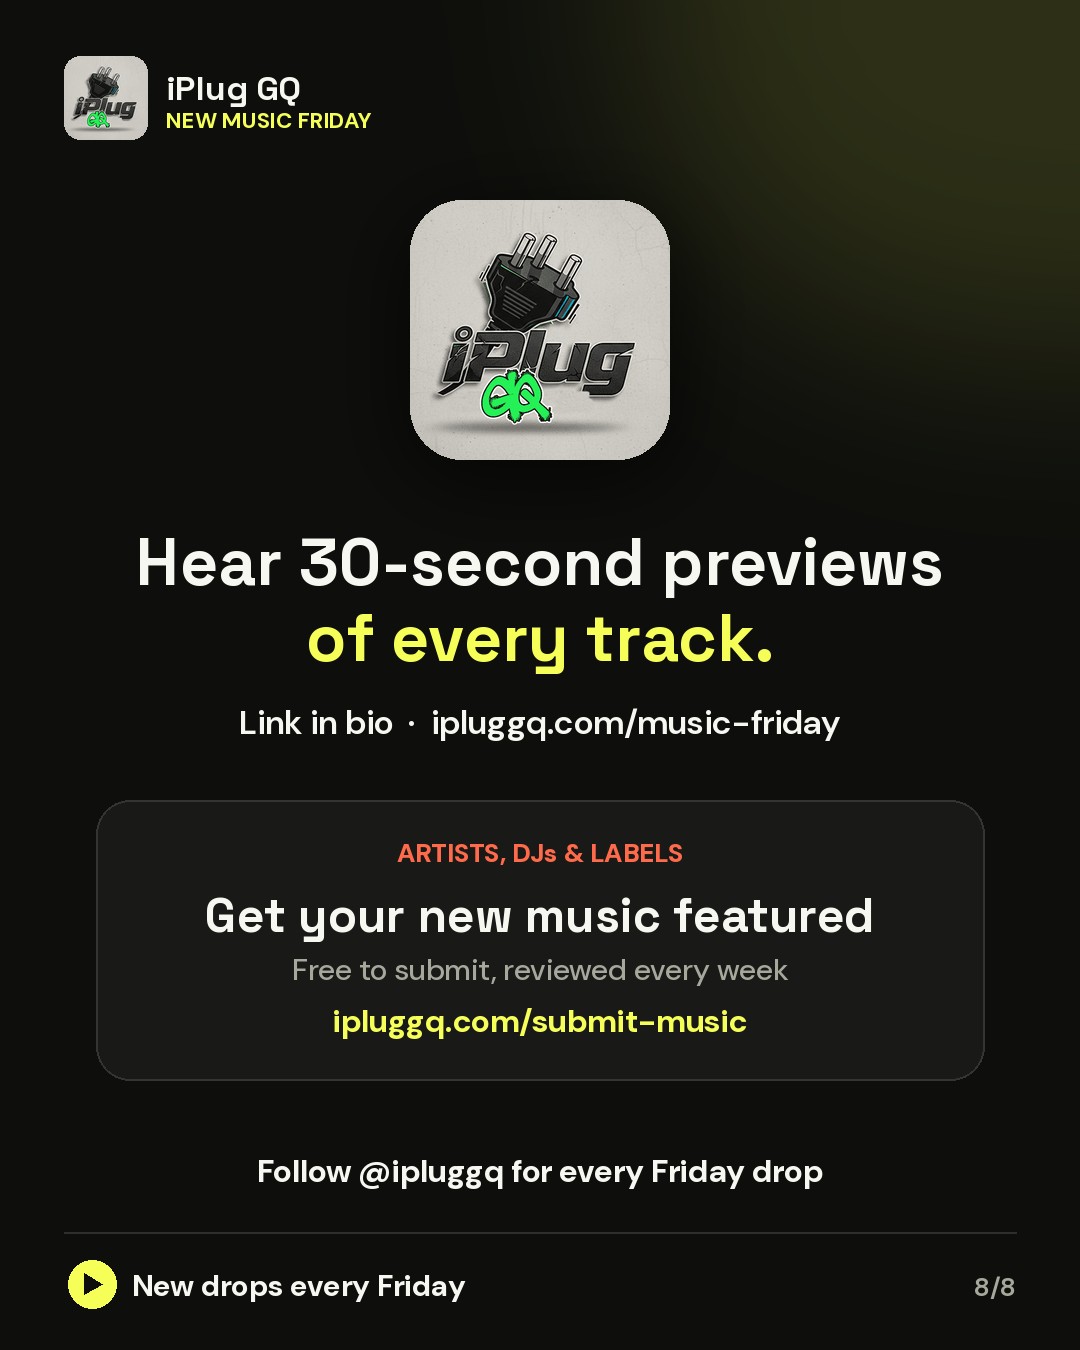 iPlug
GQ
iPlug GQ
NEW MUSIC FRIDAY
iPlug
GQ
Hear 30-second previews
of every track.
Link in bio · ipluggq.com/music-friday
ARTISTS, DJs & LABELS
Get your new music featured
Free to submit, reviewed every week
ipluggq.com/submit-music
Follow @ipluggq for every Friday drop
New drops every Friday
8/8